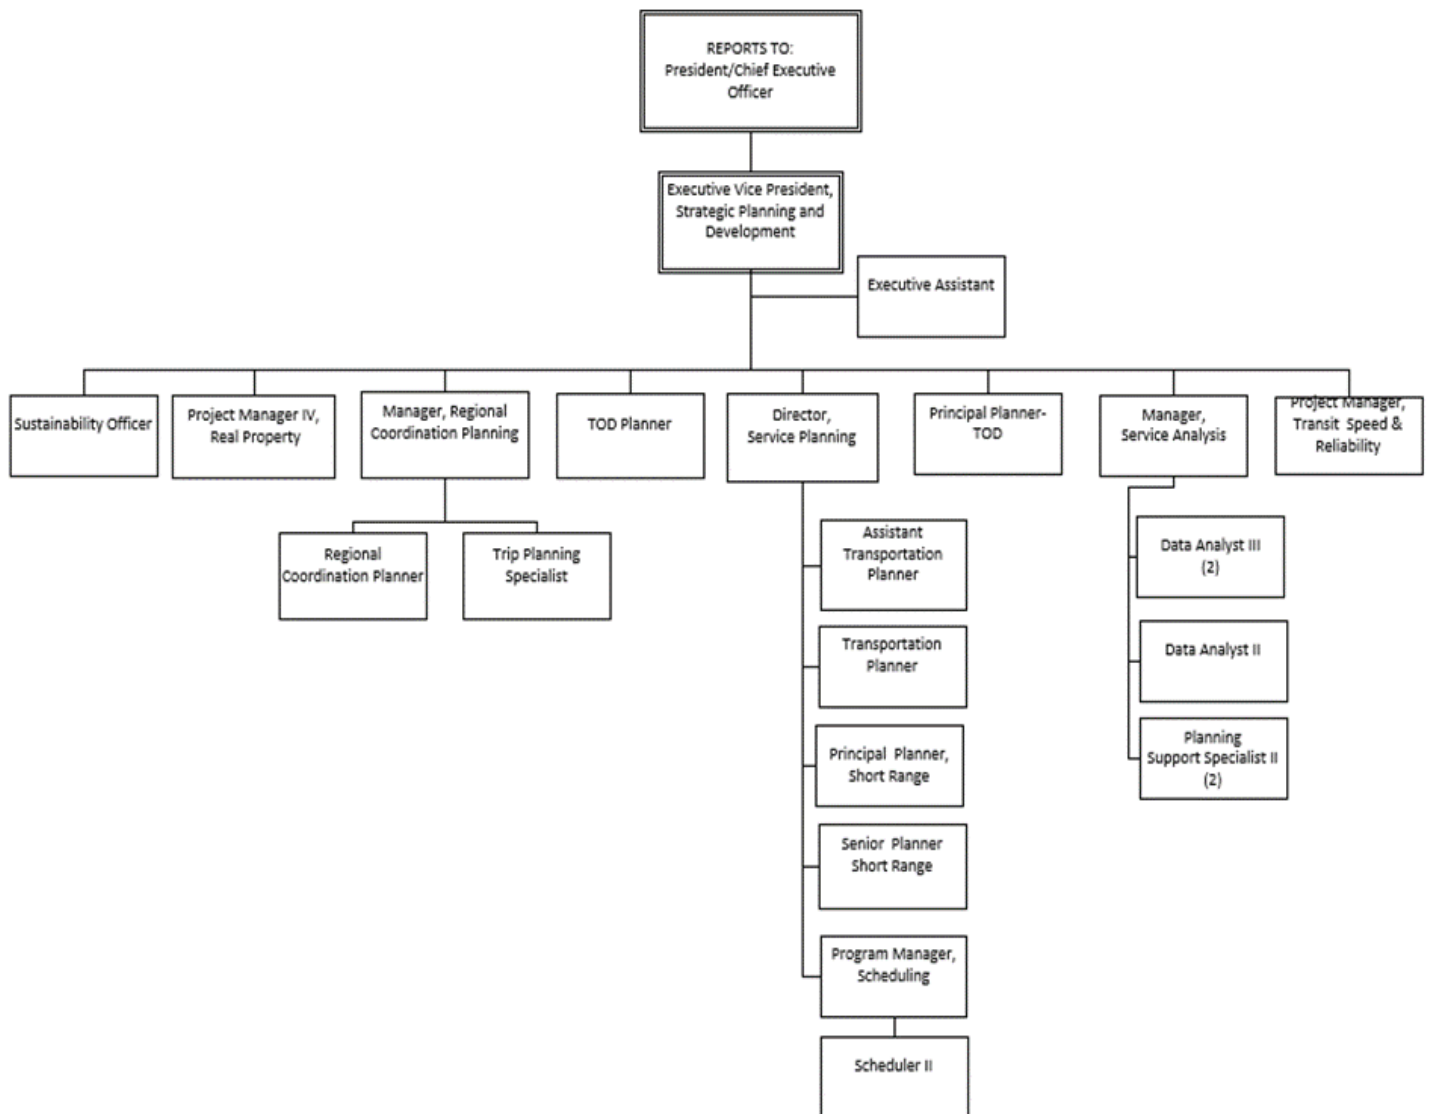 REPORTS TO:
President/Chief Executive
Officer
Executive Vice President,
Strategic Planning and
Development
Executive Assistant
Sustainability Officer
Project Manager IV,
Real Property
Manager, Regional
Coordination Planning
TOD Planner
Director,
Service Planning
Principal Planner-
TOD
Manager,
Service Analysis
Project Manager,
Transit Speed &
Reliability
Regional
Coordination Planner
Trip Planning
Specialist
Assistant
Transportation
Planner
Transportation
Planner
Principal Planner,
Short Range
Senior Planner
Short Range
Program Manager,
Scheduling
Scheduler II
Data Analyst III
(2)
Data Analyst II
Planning
Support Specialist II
(2)